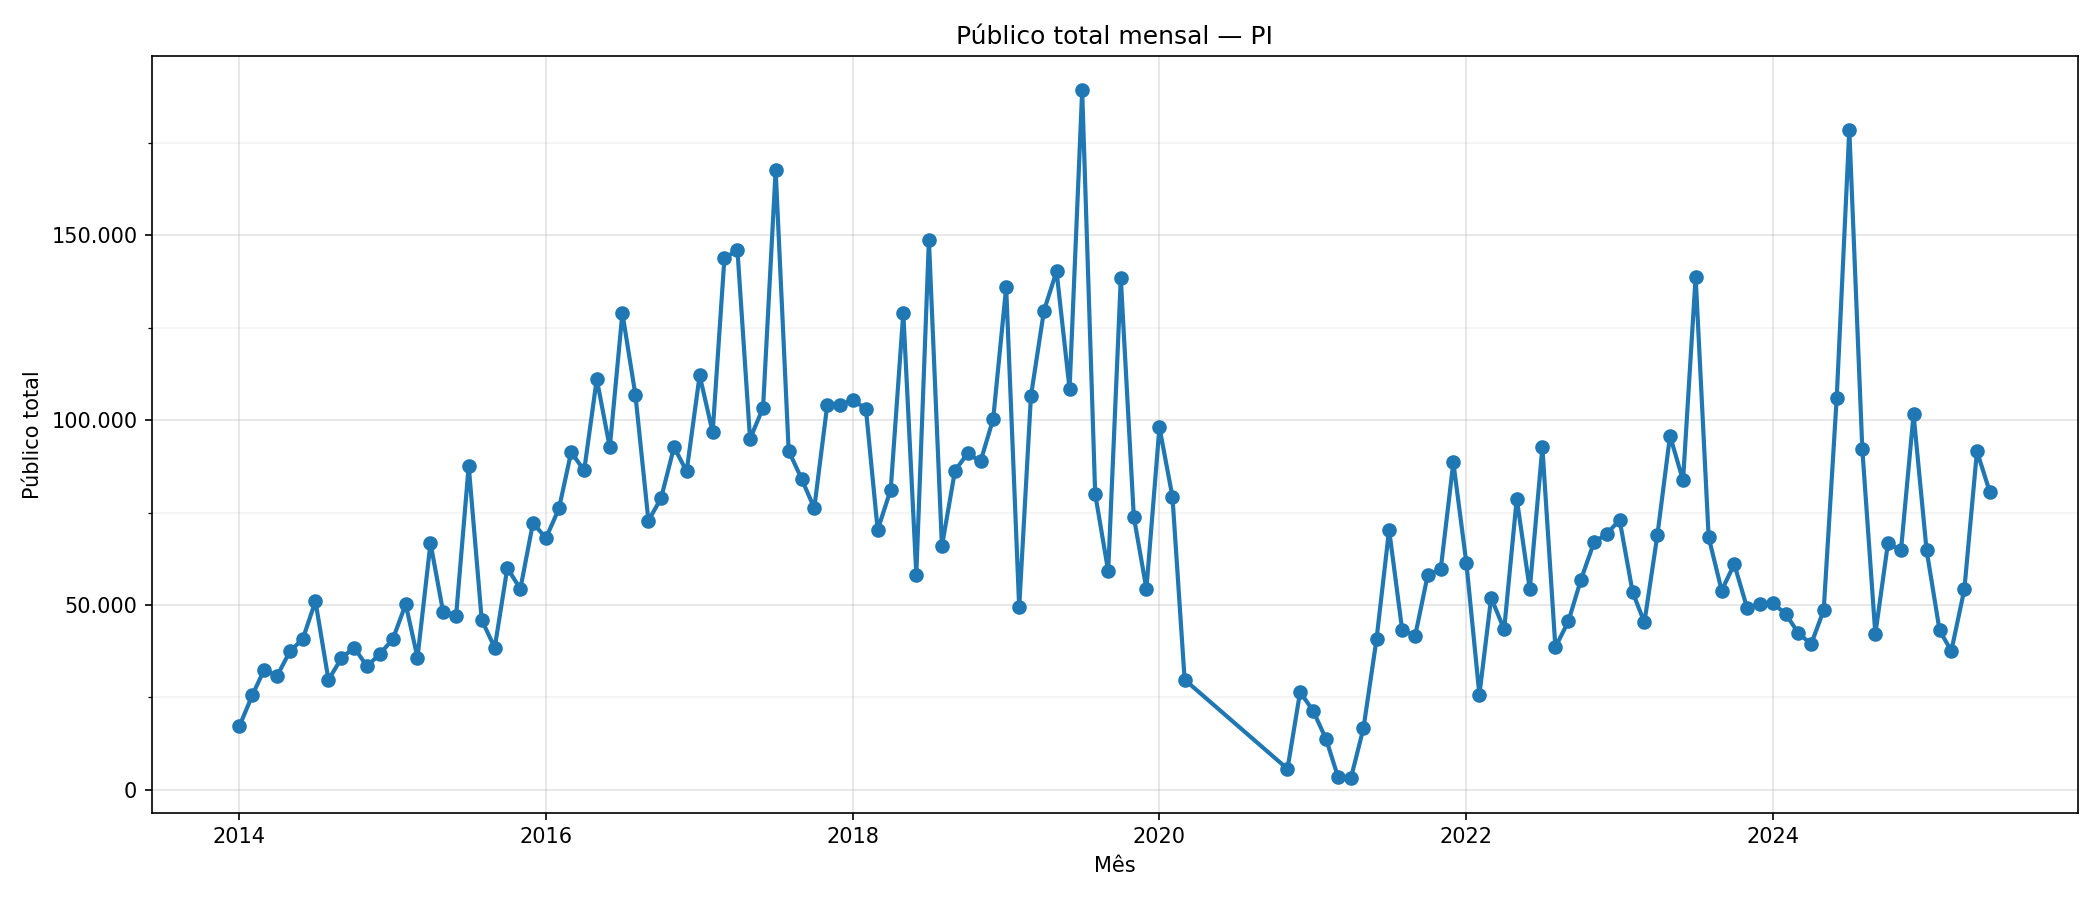 Público total mensal — PI
Público total
150.000
100.000
50.000
0
2014 2016 2018 2020 2022 2024
Mês